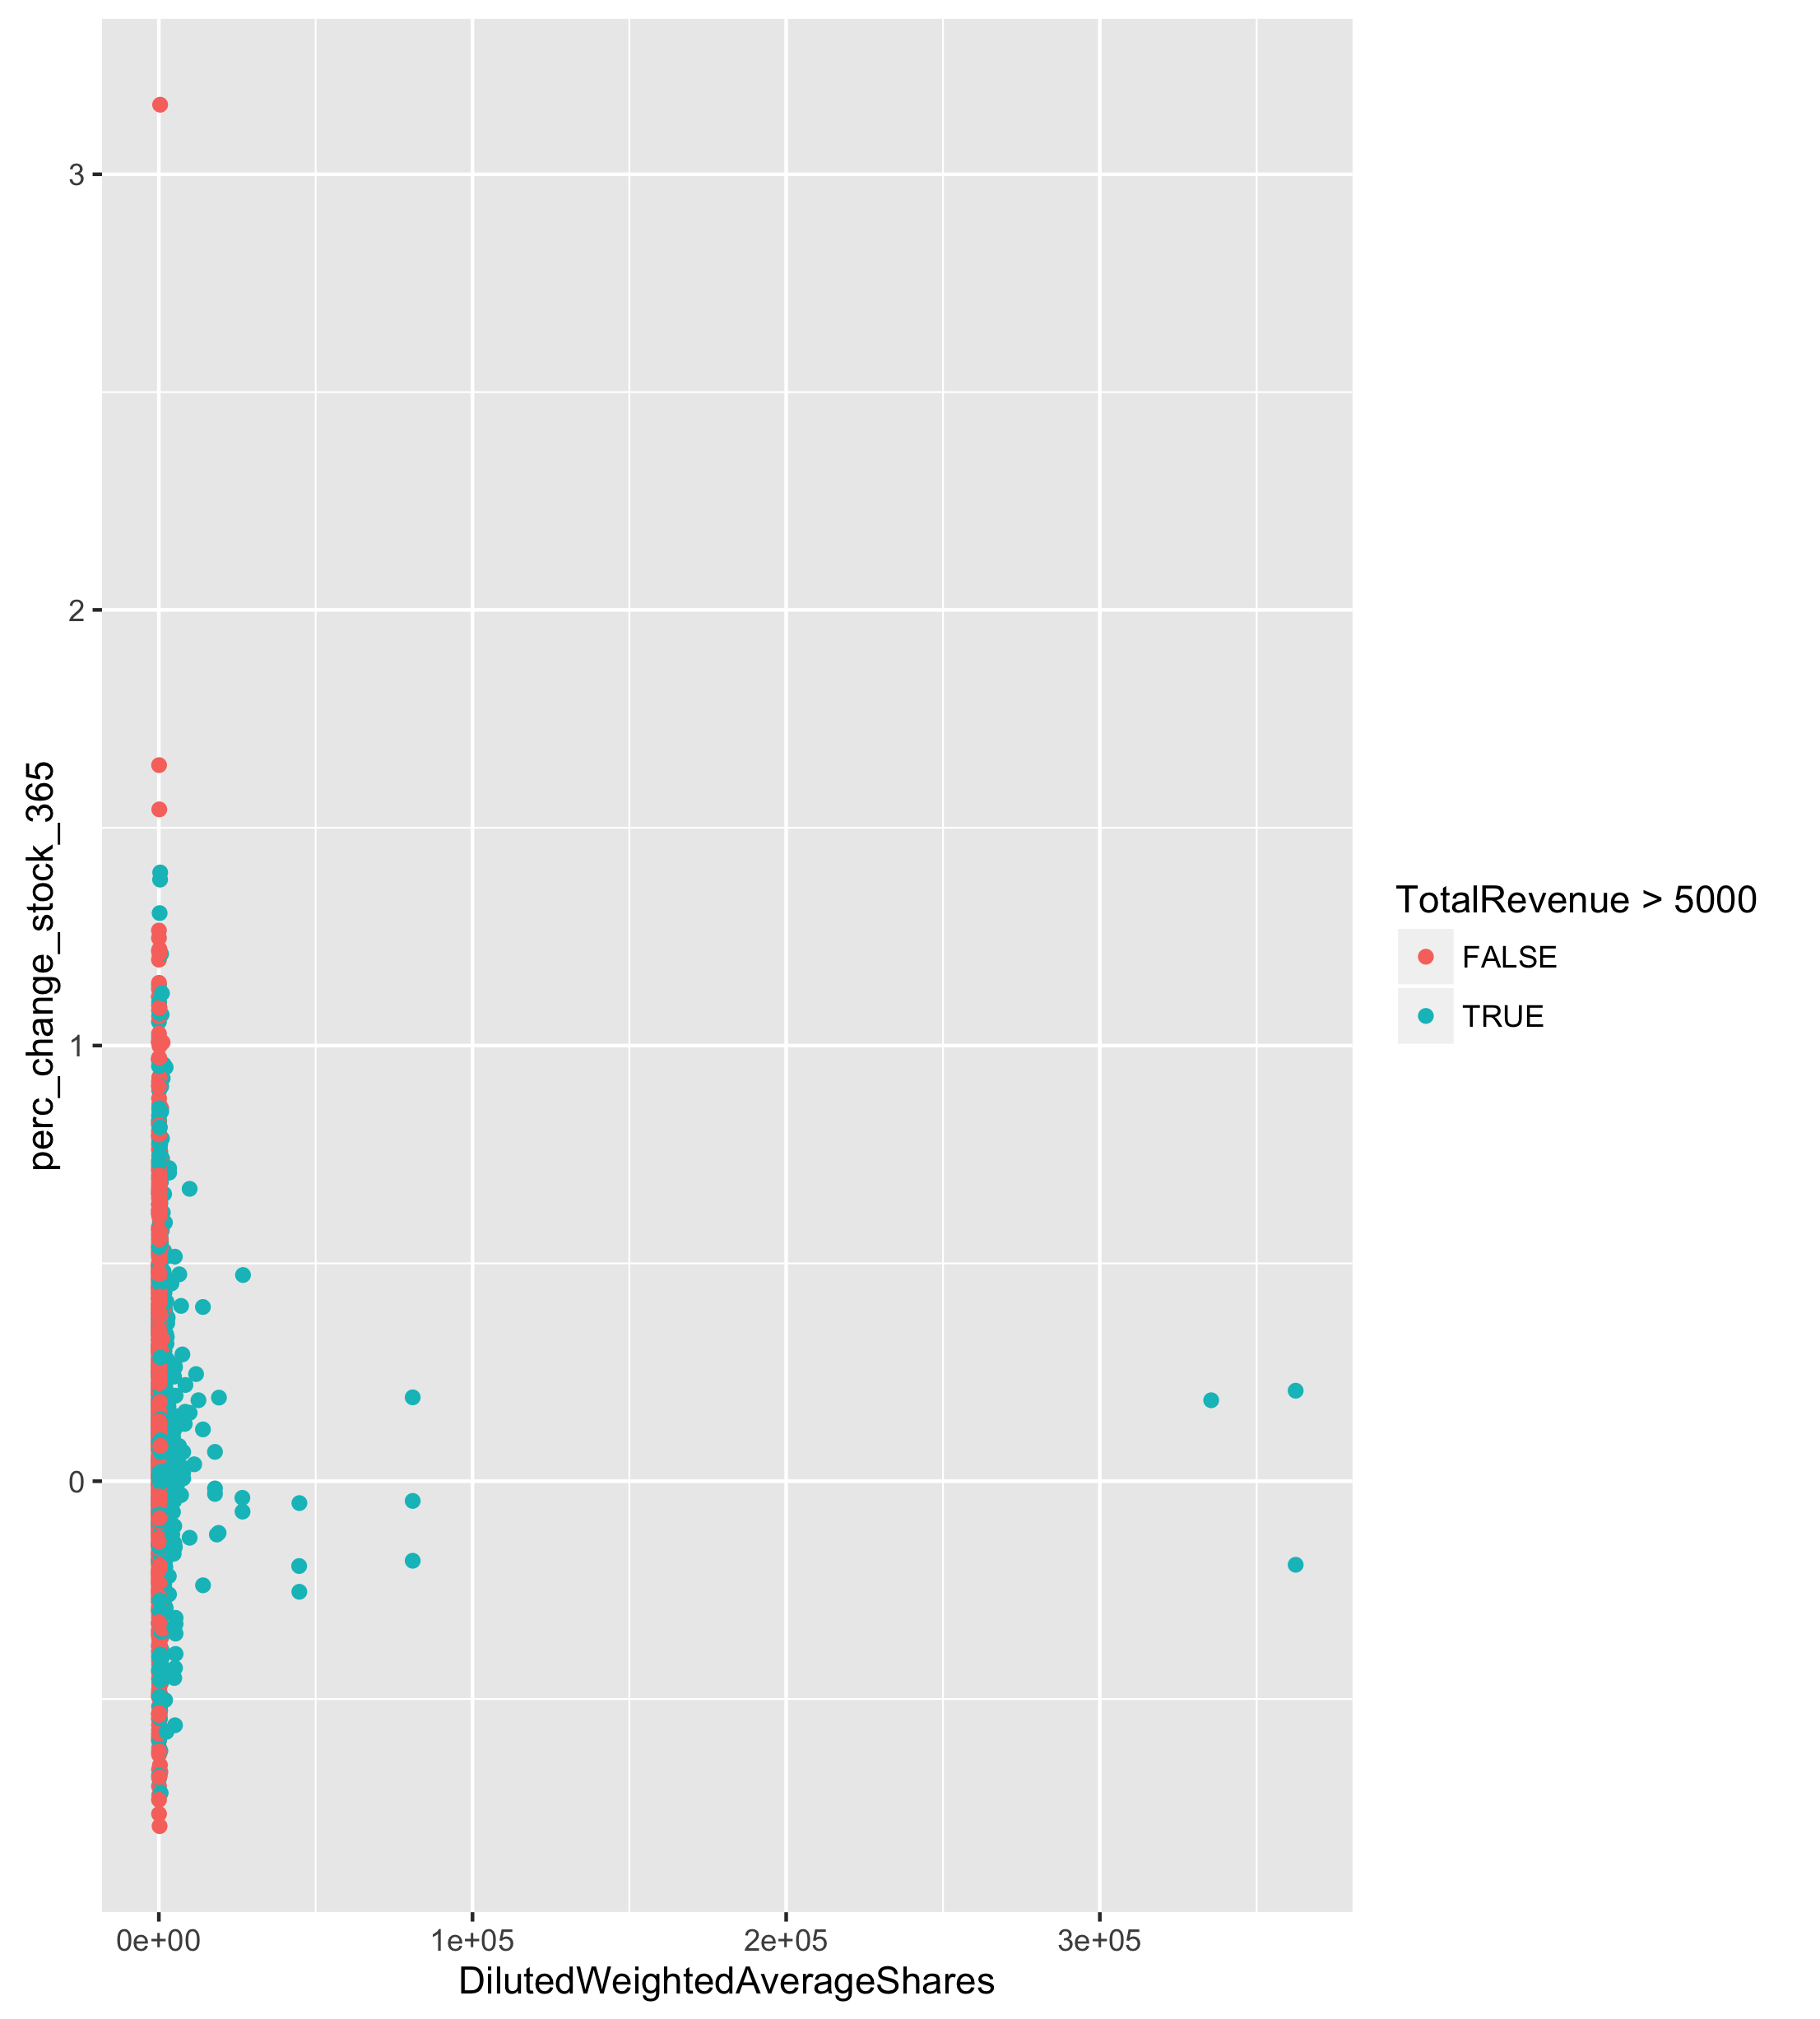 3
2
1
0
perc_change_stock_365
0e+00 1e+05 2e+05 3e+05
DilutedWeightedAverageShares
TotalRevenue > 5000
FALSE
TRUE